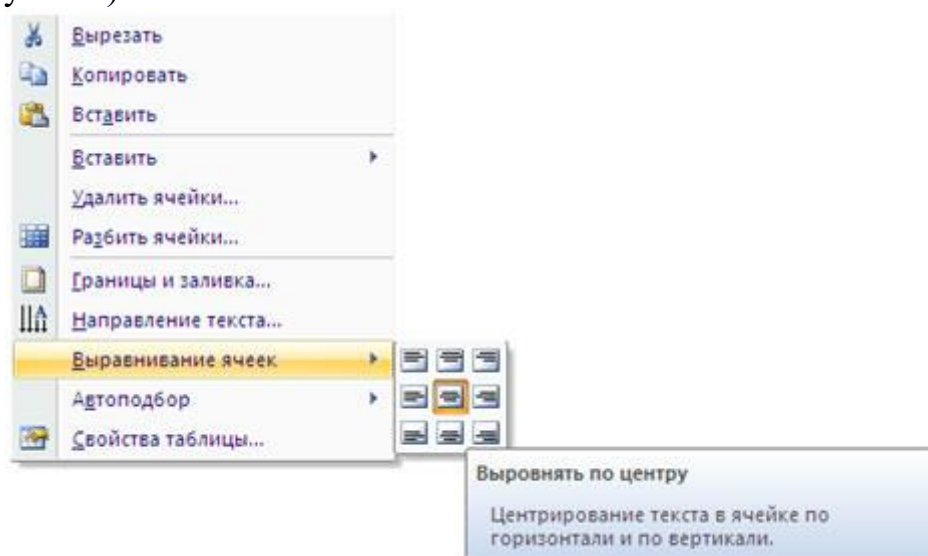 Вырезать
Копировать
Вставить
Вставить
Удалить ячейки...
Разбить ячейки...
Границы и заливка...
Направление текста...
Выравнивание ячеек
Автоподбор
Свойства таблицы...
Выровнять по центру
Центрирование текста в ячейке по
горизонтали и по вертикали.